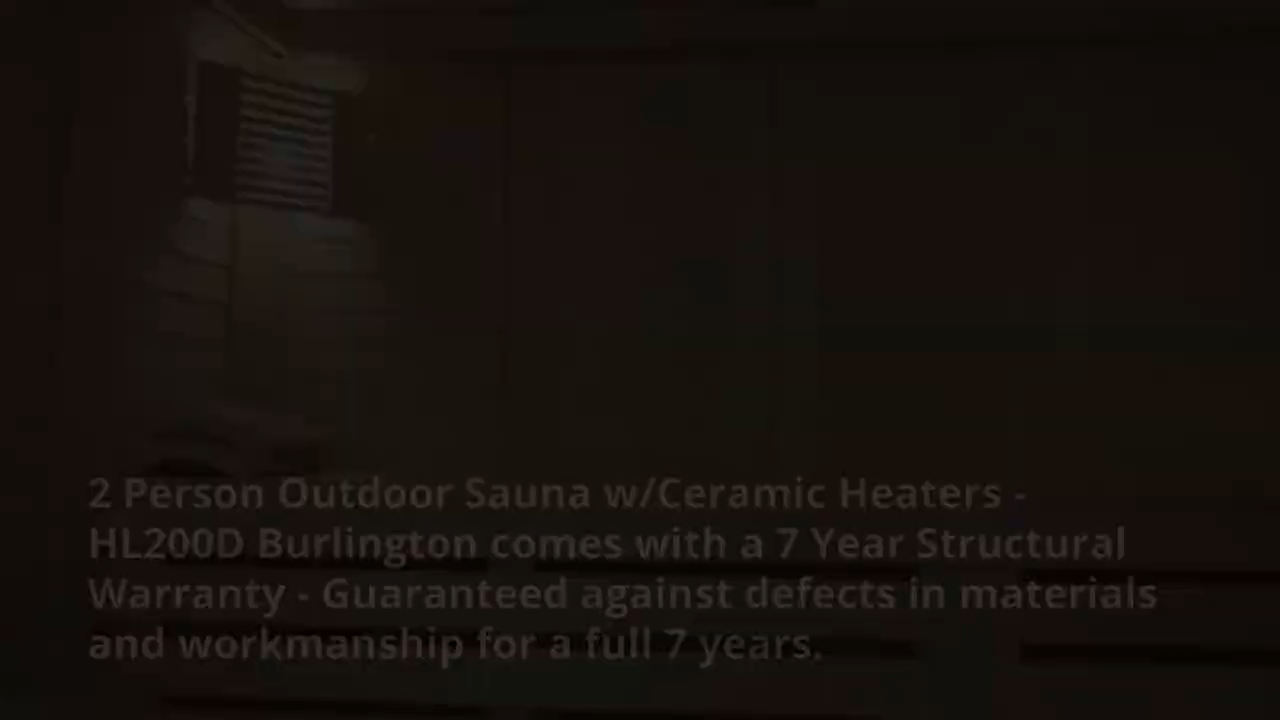 2 Person Outdoor Sauna w/Ceramic Heaters -
HL200D Burlington comes with a 7 Year Structural
Warranty - Guaranteed against defects in materials
and workmanship for a full 7 years.